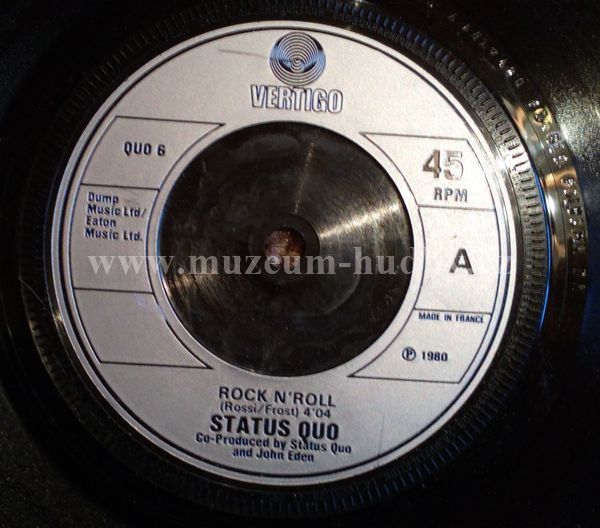 VERTIGO
QUO 6
45
RPM
Dump
Music Ltd/
Eaton
Music Ltd.
A
MADE IN FRANCE
℗ 1980
ROCK N'ROLL
(Rossi/Frost) 4'04
STATUS QUO
Co-Produced by Status Quo
and John Eden